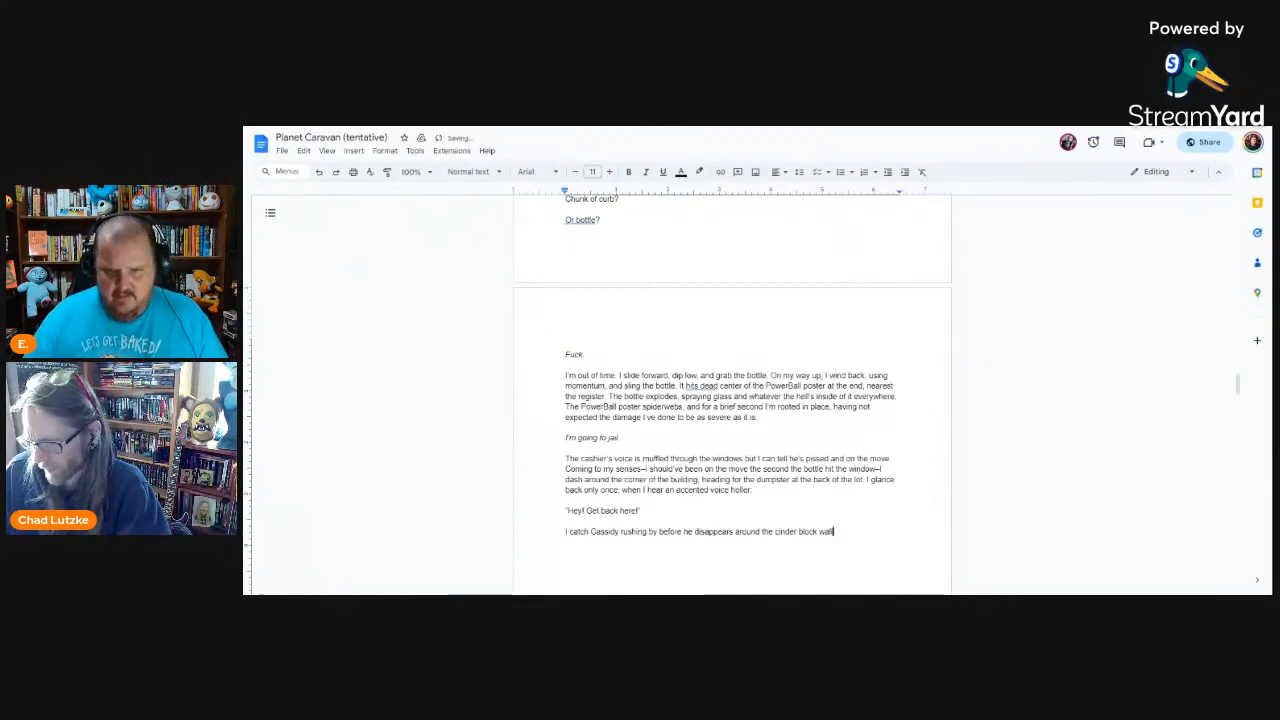 Powered by
S
StreamYard
Planet Caravan (tentative)
Saving...
File Edit View Insert Format Tools Extensions Help
Share
Menus
100%
Normal text
Arial
11
Editing
Chunk of curb?
Or bottle?
Fuck.
I'm out of time. I slide forward, dip low, and grab the bottle. On my way up, I wind back, using
momentum, and sling the bottle. It hits dead center of the PowerBall poster at the end, nearest
the register. The bottle explodes, spraying glass and whatever the hell's inside of it everywhere.
The PowerBall poster spiderwebs, and for a brief second I'm rooted in place, having not
expected the damage I've done to be as severe as it is.
I'm going to jail
The cashier's voice is muffled through the windows but I can tell he's pissed and on the move.
Coming to my senses–I should've been on the move the second the bottle hit the window–I
dash around the corner of the building, heading for the dumpster at the back of the lot. I glance
back only once, when I hear an accented voice holler:
"Hey! Get back here!"
I catch Cassidy rushing by before he disappears around the cinder block wall
LET'S GET BAKED!
E.
Chad Lutzke